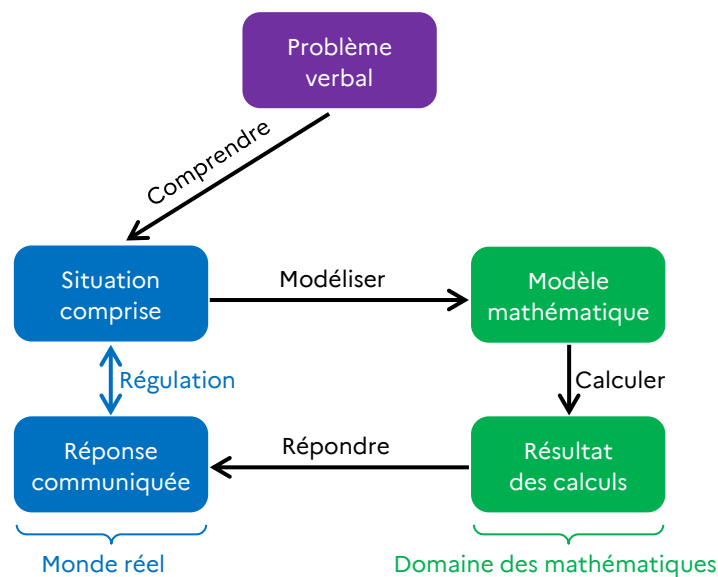 Problème
verbal
Comprendre
Situation
comprise
Modéliser
Modèle
mathématique
Régulation
Calculer
Réponse
communiquée
Répondre
Résultat
des calculs
Monde réel
Domaine des mathématiques